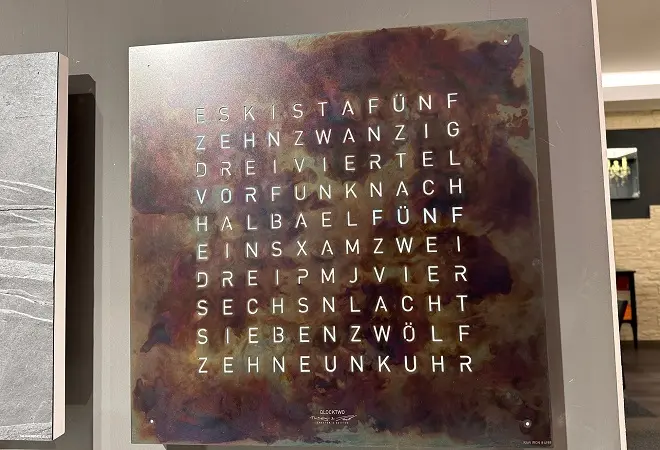 ESKISTAFÜNF
ZEHNZWANZIG
DREIVIERTEL
VORFUNKNACH
HALBAELFÜNF
EINSXAMZWEI
DREIPMJVIER
SECHSNLACHT
SIEBENZWÖLF
ZEHNEUNKUHR
QLOCKTWO